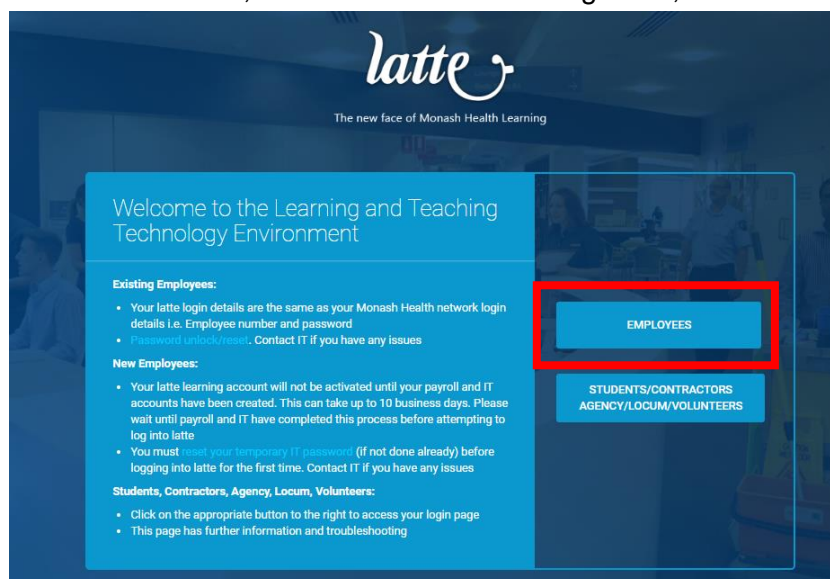 latte
The new face of Monash Health Learning
Welcome to the Learning and Teaching
Technology Environment
Existing Employees:
• Your latte login details are the same as your Monash Health network login
details i.e. Employee number and password
• Password unlock/reset. Contact IT if you have any issues
New Employees:
• Your latte learning account will not be activated until your payroll and IT
accounts have been created. This can take up to 10 business days. Please
wait until payroll and IT have completed this process before attempting to
log into latte
• You must reset your temporary IT password (if not done already) before
logging into latte for the first time. Contact IT if you have any issues
Students, Contractors, Agency, Locum, Volunteers:
• Click on the appropriate button to the right to access your login page
• This page has further information and troubleshooting
EMPLOYEES
STUDENTS/CONTRACTORS
AGENCY/LOCUM/VOLUNTEERS